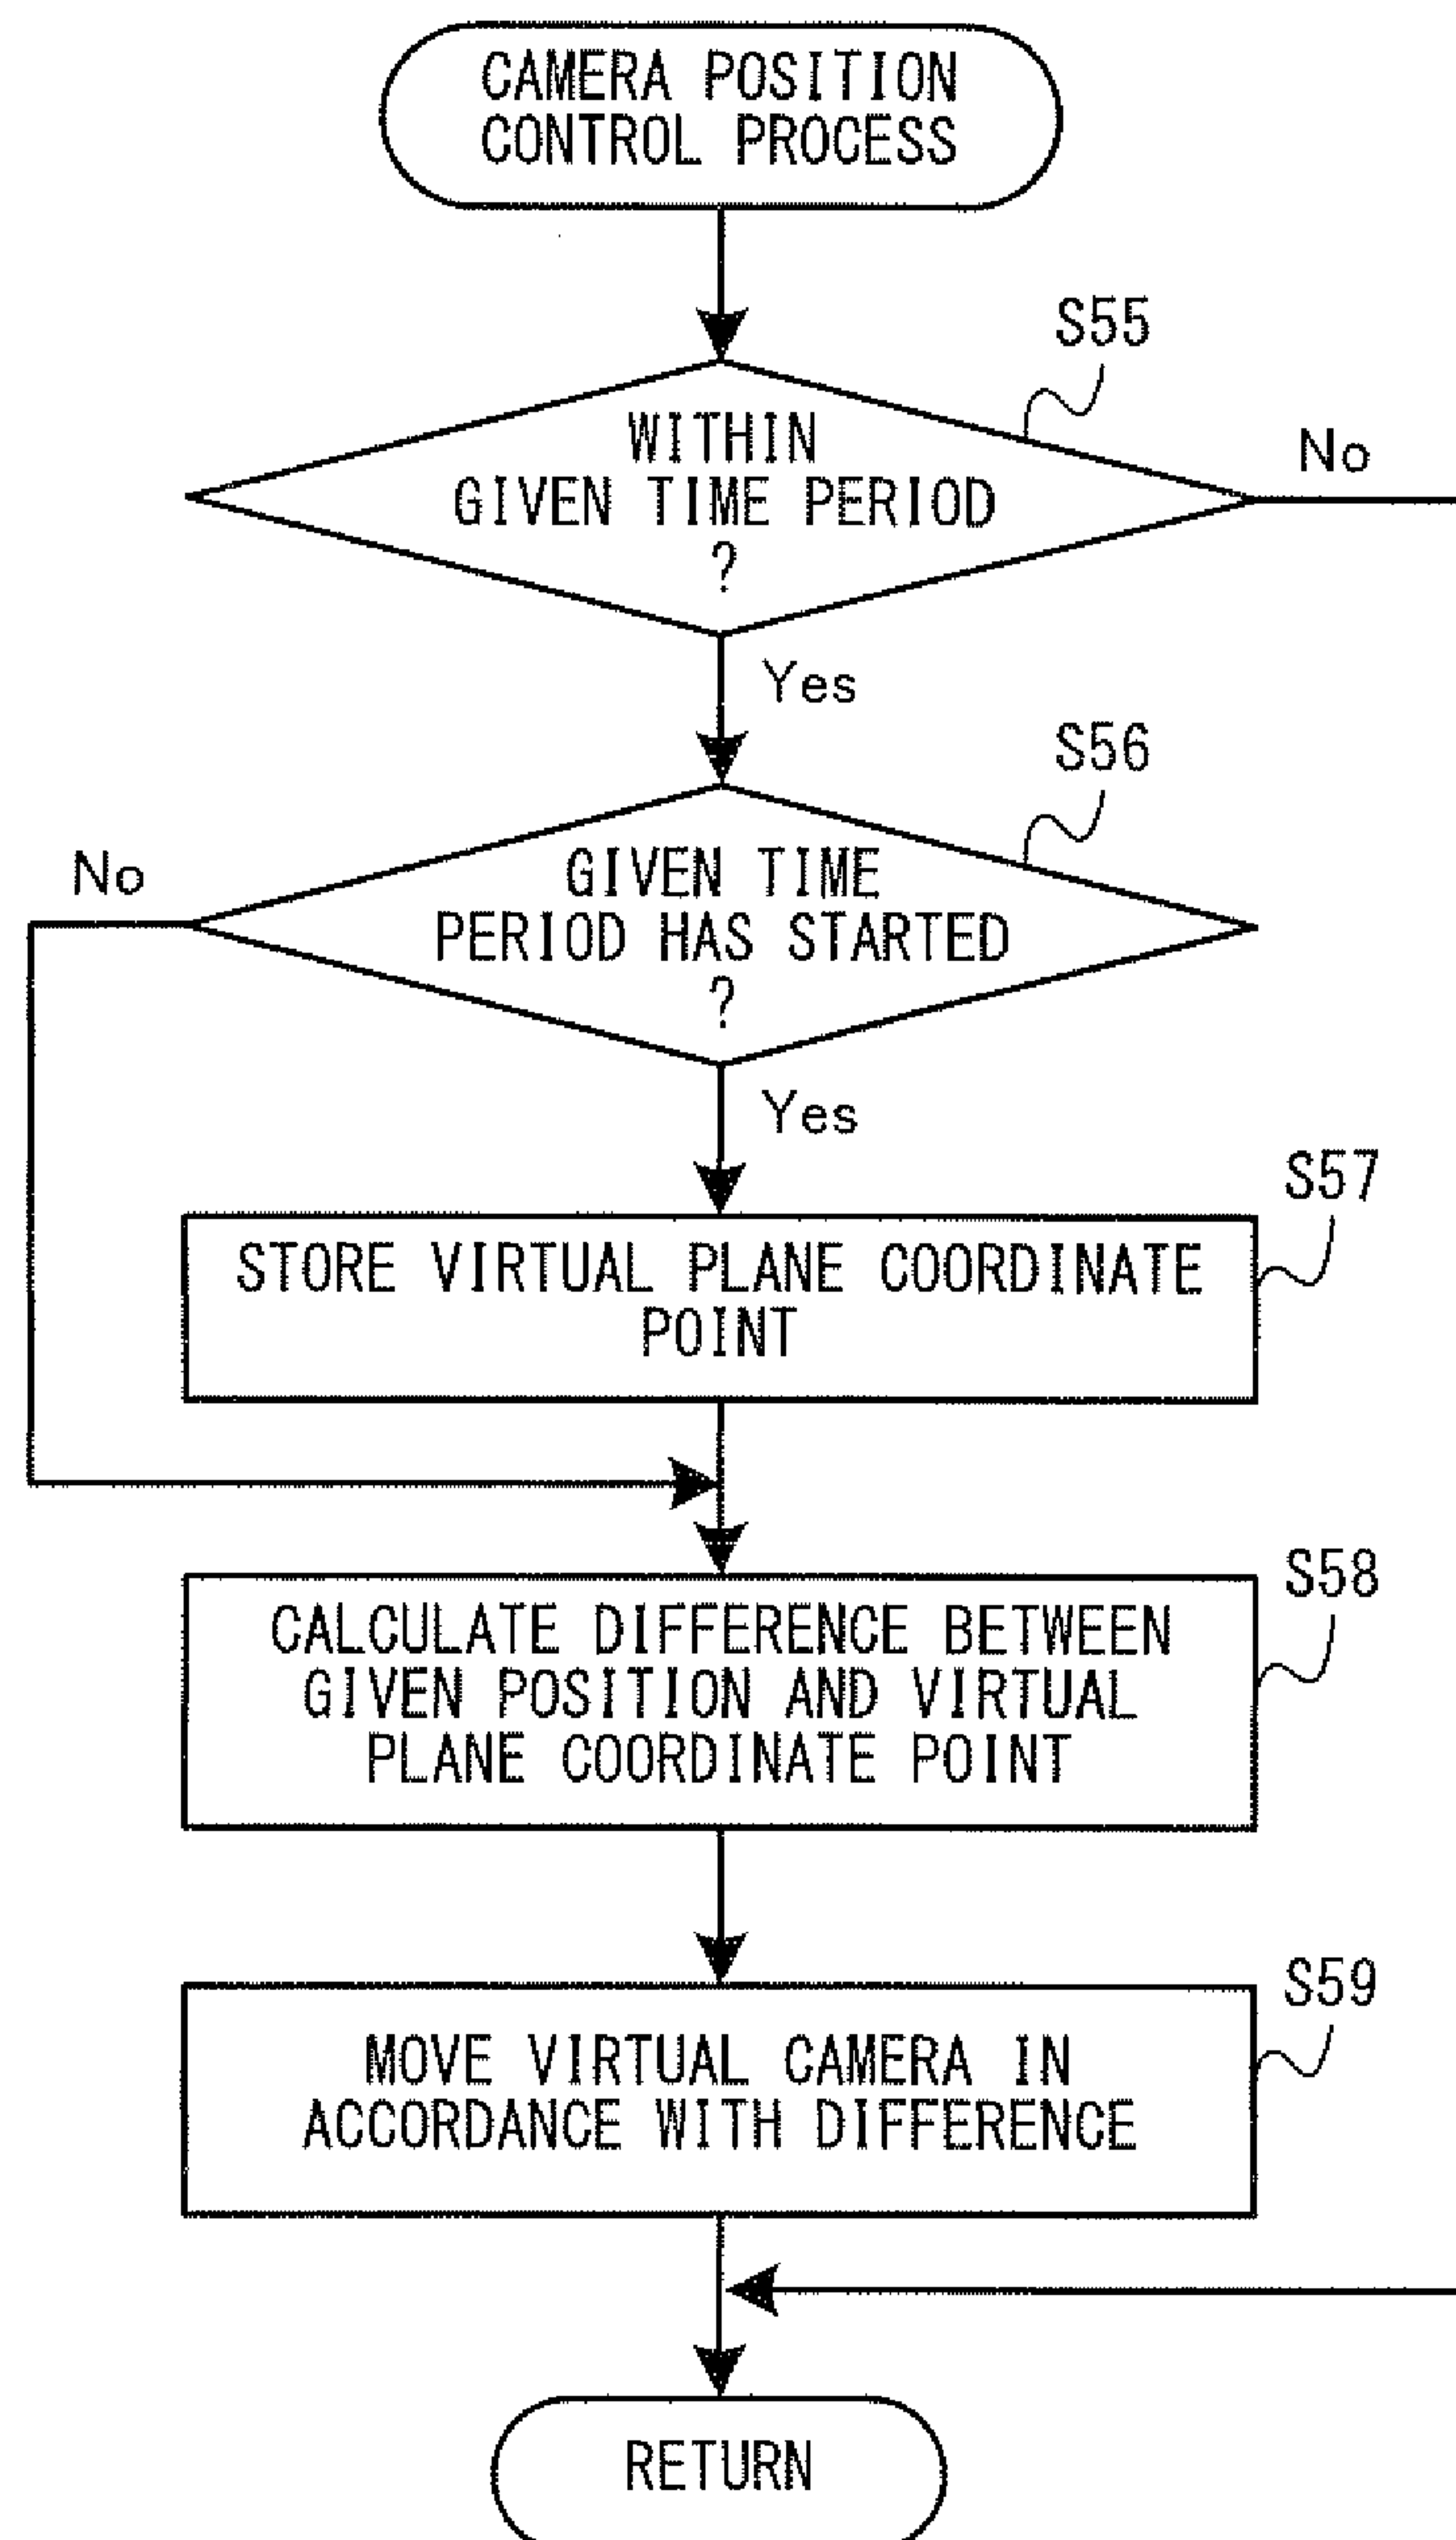 CAMERA POSITION
CONTROL PROCESS
S55
WITHIN
GIVEN TIME PERIOD
?
No
Yes
S56
GIVEN TIME
PERIOD HAS STARTED
?
No
Yes
S57
STORE VIRTUAL PLANE COORDINATE
POINT
S58
CALCULATE DIFFERENCE BETWEEN
GIVEN POSITION AND VIRTUAL
PLANE COORDINATE POINT
S59
MOVE VIRTUAL CAMERA IN
ACCORDANCE WITH DIFFERENCE
RETURN